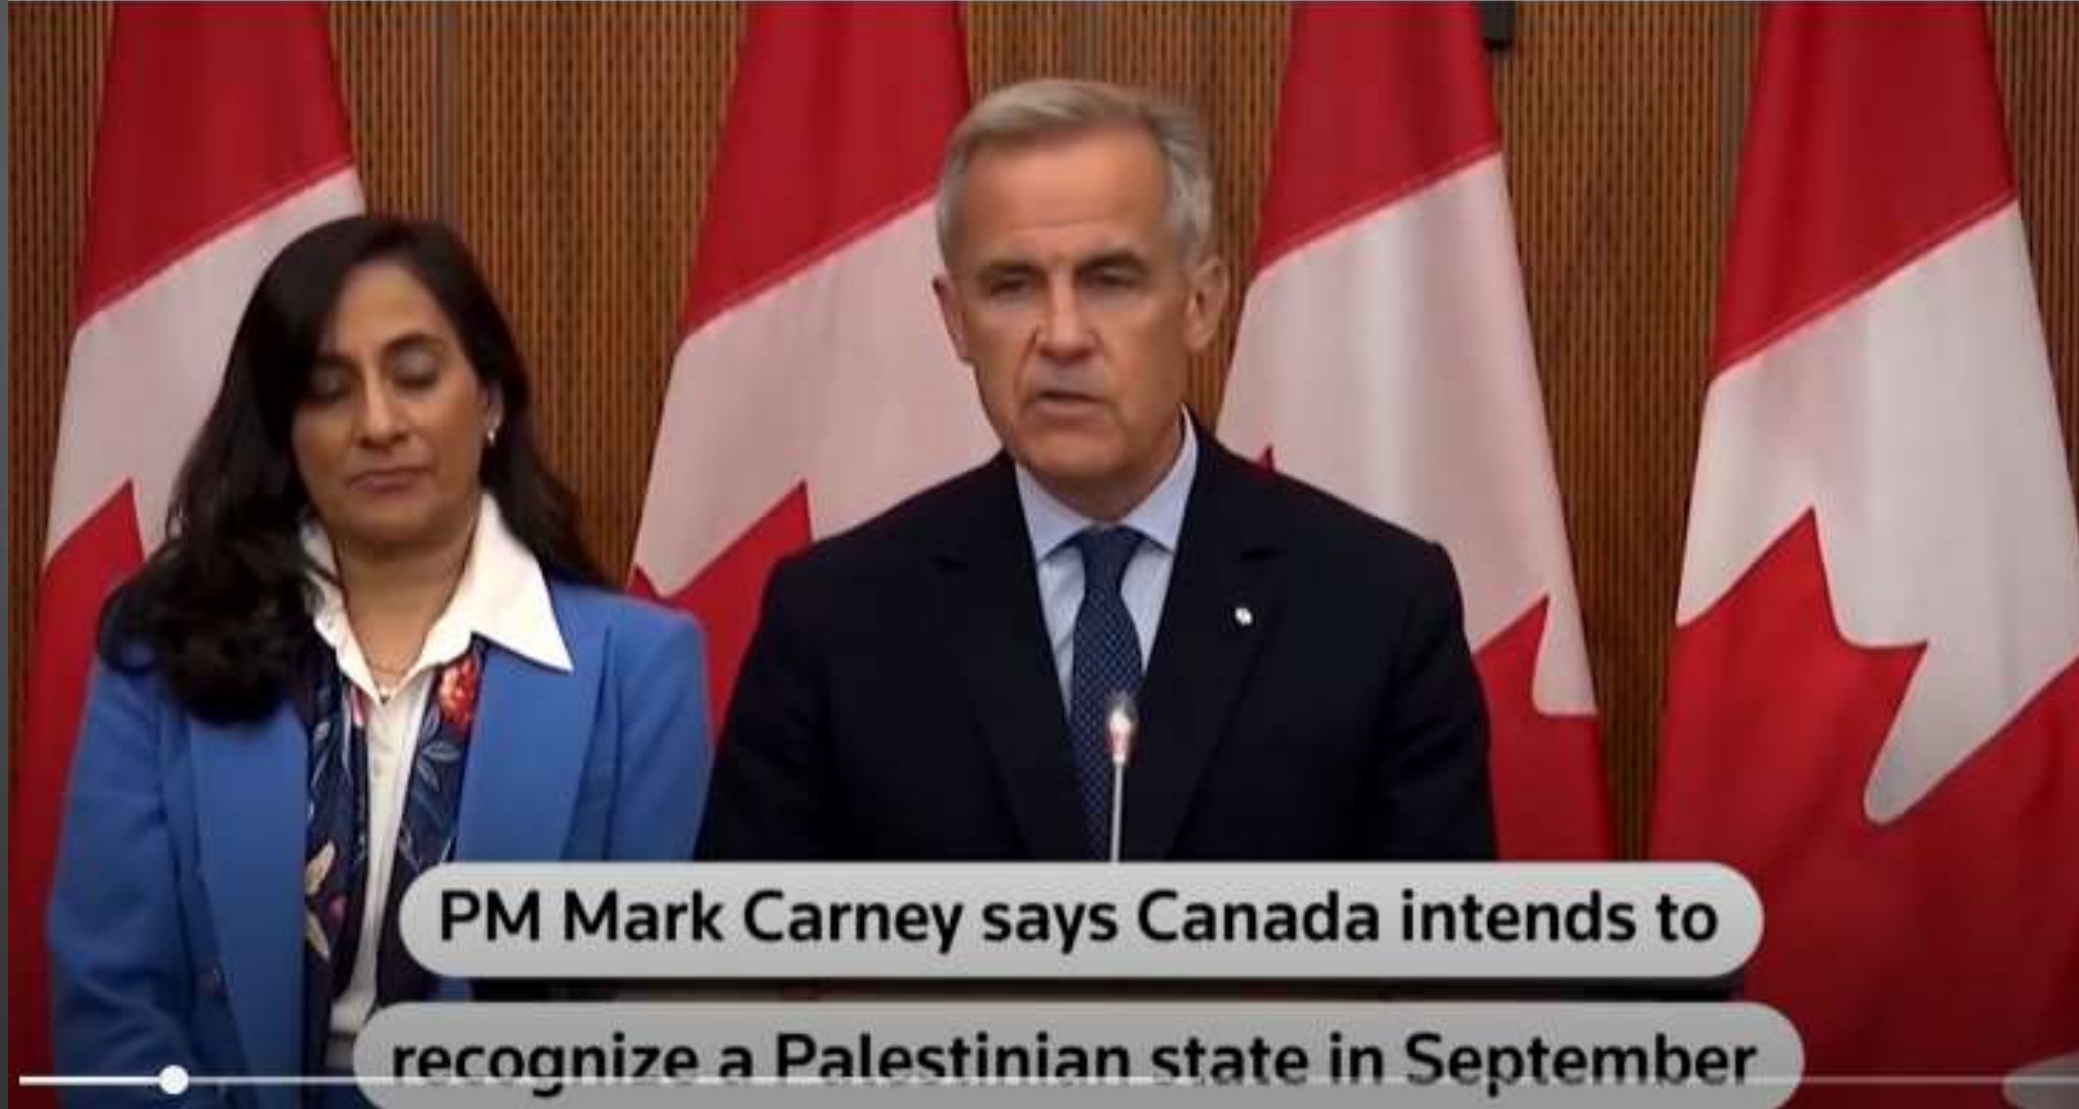 PM Mark Carney says Canada intends to
recognize a Palestinian state in September